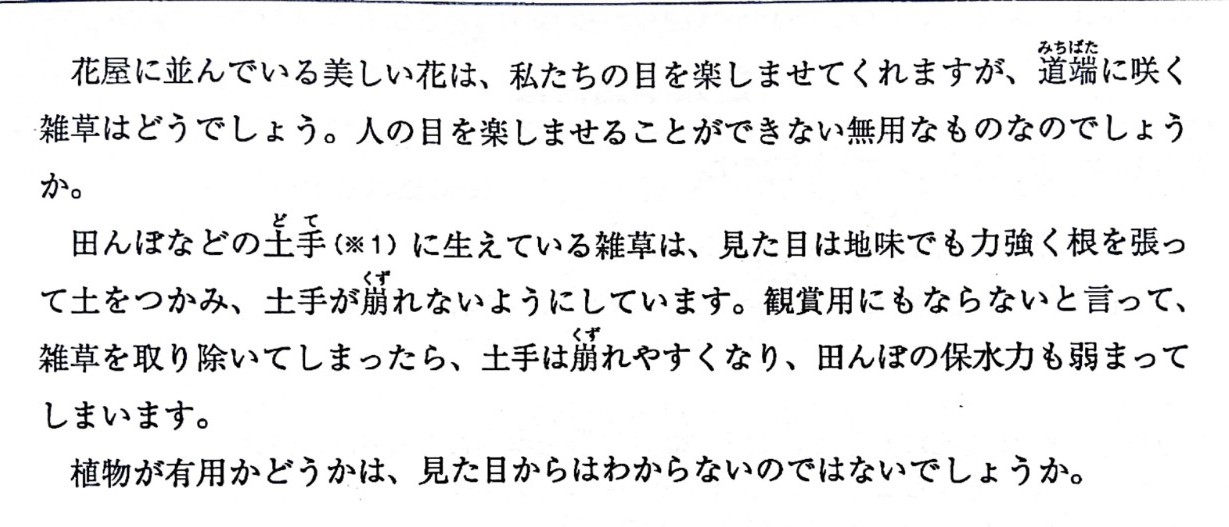 花屋に並んでいる美しい花は、私たちの目を楽しませてくれますが、道端に咲く
雑草はどうでしょう。人の目を楽しませることができない無用なものなのでしょう
か。
田んぼなどの土手(※1)に生えている雑草は、見た目は地味でも力強く根を張っ
て土をつかみ、土手が崩れないようにしています。観賞用にもならないと言って、
雑草を取り除いてしまったら、土手は崩れやすくなり、田んぼの保水力も弱まって
しまいます。
植物が有用かどうかは、見た目からはわからないのではないでしょうか。